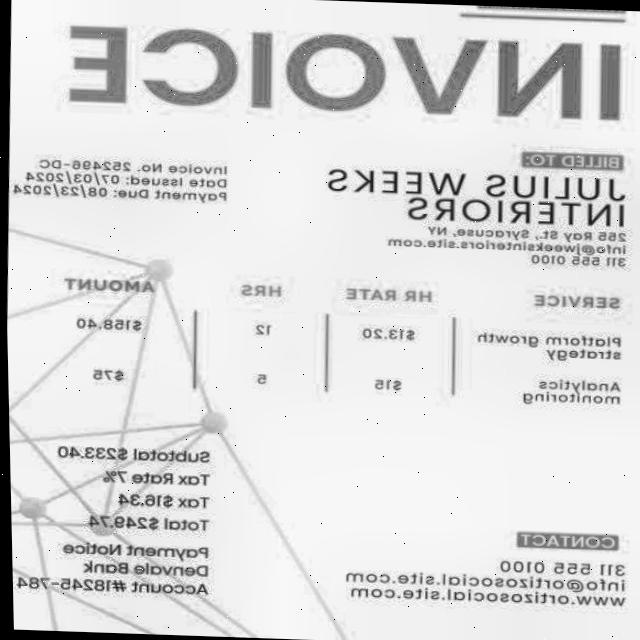 INVOICE
BILLED TO:
JULIUS WEEKS
INTERIORS
255 Ray St., Syracuse, NY
info@jweeksinteriors.site.com
311 555 0100
Invoice No. 252496-DC
Date Issued: 07/03/2024
Payment Due: 08/23/2024
SERVICE HR RATE HRS AMOUNT
Platform growth strategy $13.20 12 $158.40
Analytics monitoring $15 5 $75
Subtotal $233.40
Tax Rate 7%
Tax $16.34
Total $249.74
Payment Notice
Denvale Bank
Account #18245-784
CONTACT
311 555 0100
info@ortizosocial.site.com
www.ortizosocial.site.com